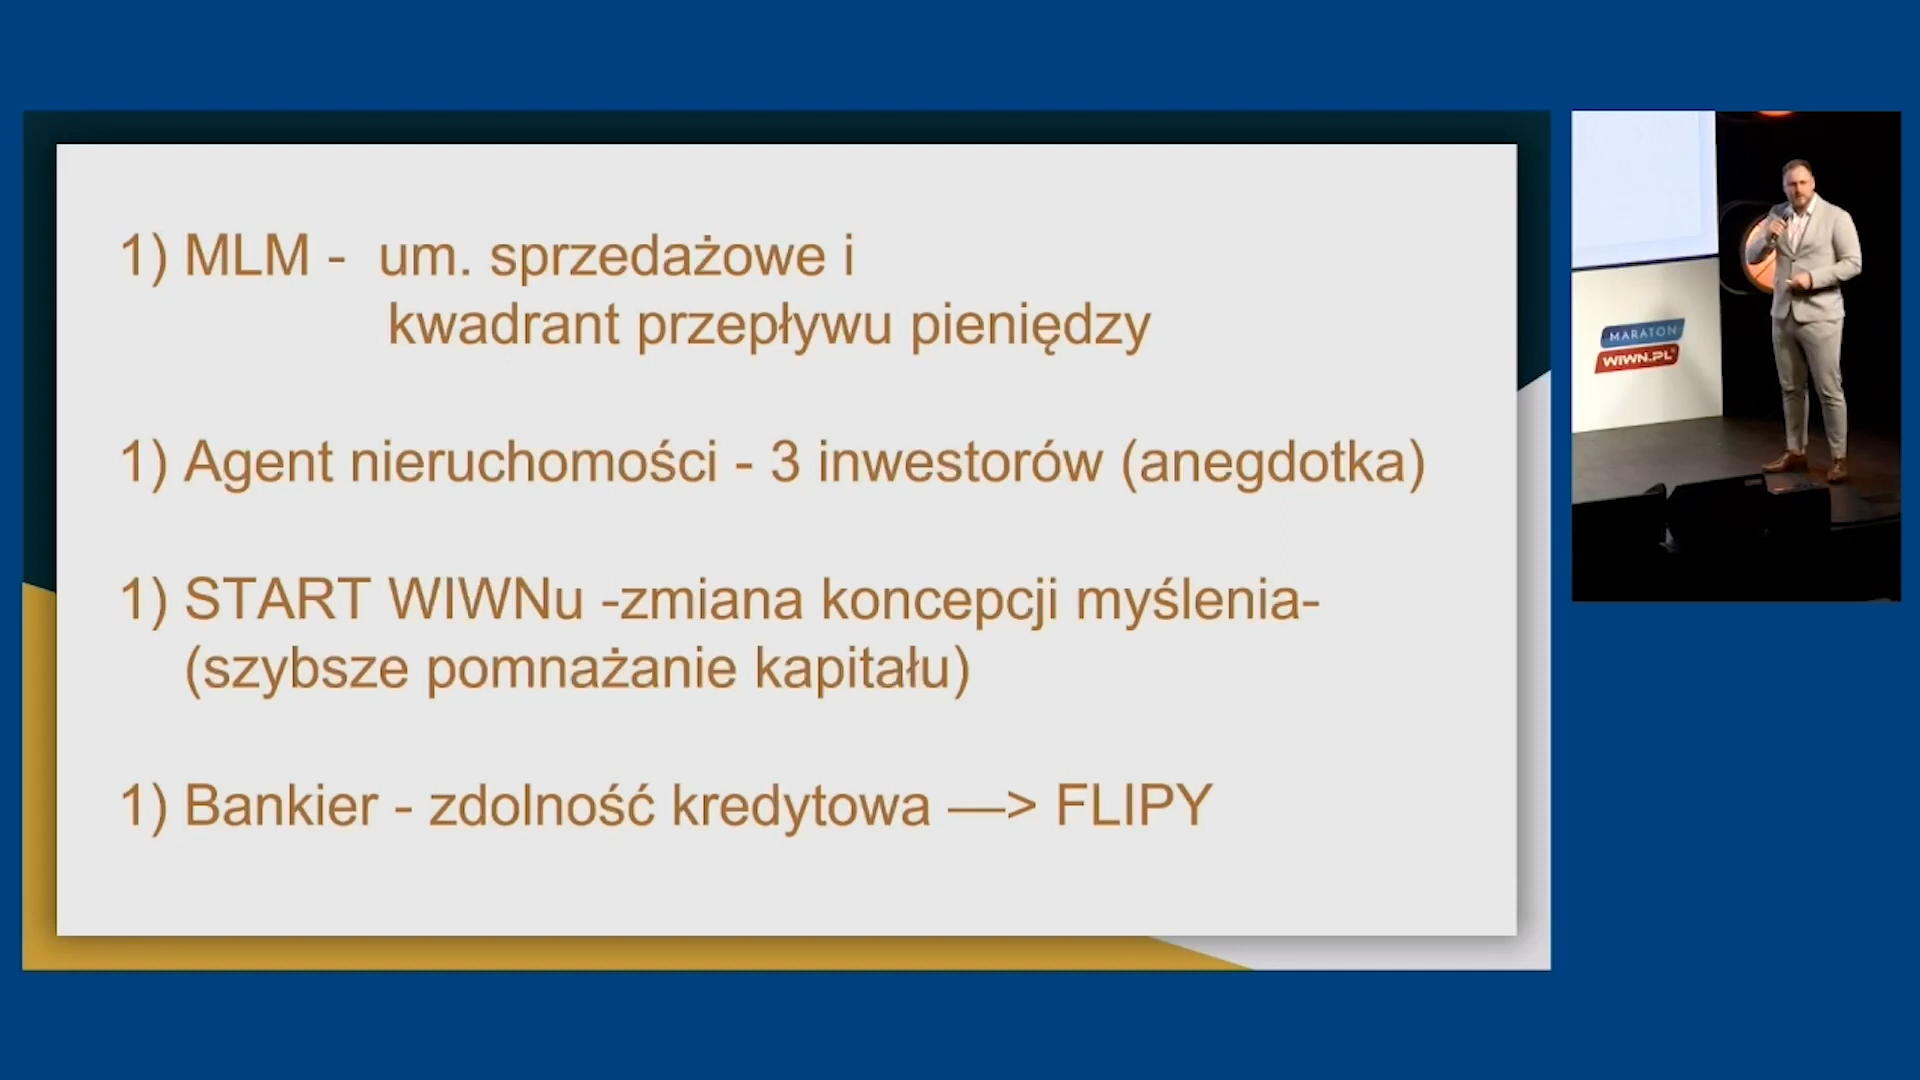 1) MLM - um. sprzedażowe i
kwadrant przepływu pieniędzy
1) Agent nieruchomości - 3 inwestorów (anegdotka)
1) START WIWNu -zmiana koncepcji myślenia-
(szybsze pomnażanie kapitału)
1) Bankier - zdolność kredytowa —> FLIPY
MARATON
WIWN.PL